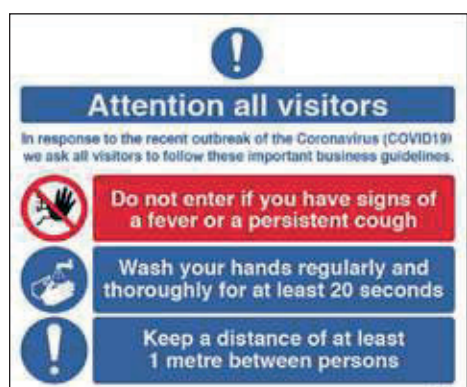 Attention all visitors
In response to the recent outbreak of the Coronavirus (COVID19)
we ask all visitors to follow these important business guidelines.
Do not enter if you have signs of
a fever or a persistent cough
Wash your hands regularly and
thoroughly for at least 20 seconds
Keep a distance of at least
1 metre between persons